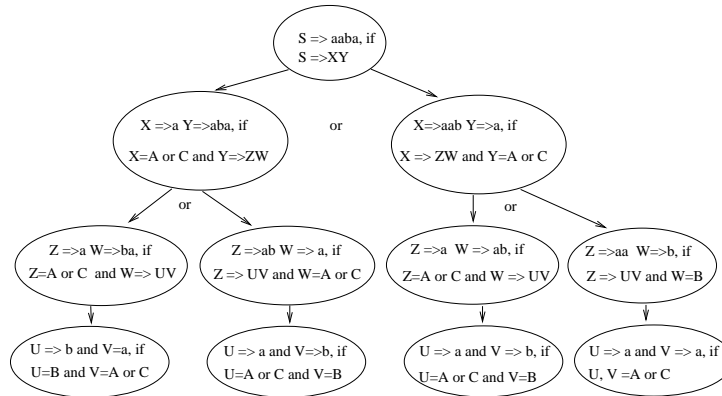 S => aaba, if
S =>XY
X =>a Y=>aba, if
X=A or C and Y=>ZW
or
X=>aab Y=>a, if
X => ZW and Y=A or C
or
or
Z =>a W=>ba, if
Z=A or C and W=> UV
Z =>ab W => a, if
Z => UV and W=A or C
Z =>a W => ab, if
Z=A or C and W => UV
Z =>aa W=>b, if
Z => UV and W=B
U => b and V=a, if
U=B and V=A or C
U => a and V=>b, if
U=A or C and V=B
U => a and V => b, if
U=A or C and V=B
U => a and V => a, if
U, V =A or C